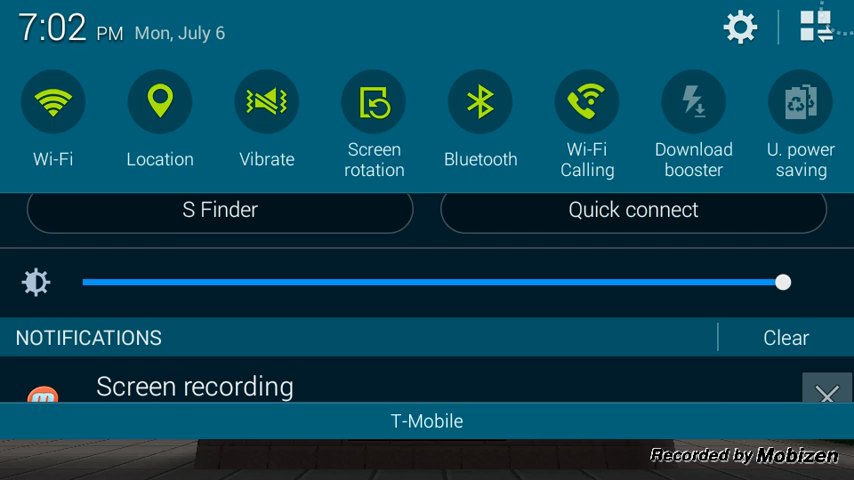 7:02 PM Mon, July 6
Wi-Fi
Location
Vibrate
Screen
rotation
Bluetooth
Wi-Fi
Calling
Download
booster
U. power
saving
S Finder
Quick connect
NOTIFICATIONS
Clear
Screen recording
T-Mobile
Recorded by Mobizen